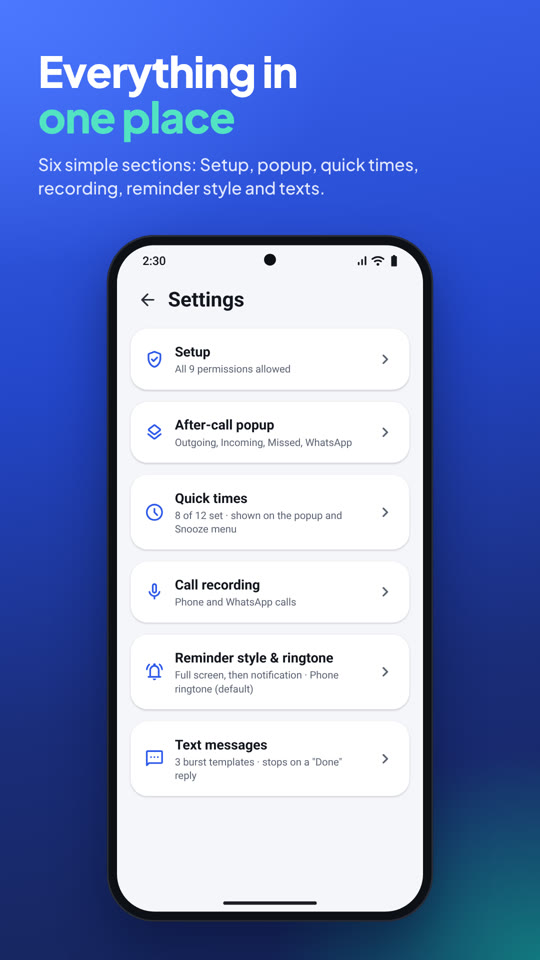 Everything in
one place
Six simple sections: Setup, popup, quick times,
recording, reminder style and texts.
2:30
Settings
Setup
All 9 permissions allowed
After-call popup
Outgoing, Incoming, Missed, WhatsApp
Quick times
8 of 12 set · shown on the popup and
Snooze menu
Call recording
Phone and WhatsApp calls
Reminder style & ringtone
Full screen, then notification · Phone
ringtone (default)
Text messages
3 burst templates · stops on a "Done"
reply